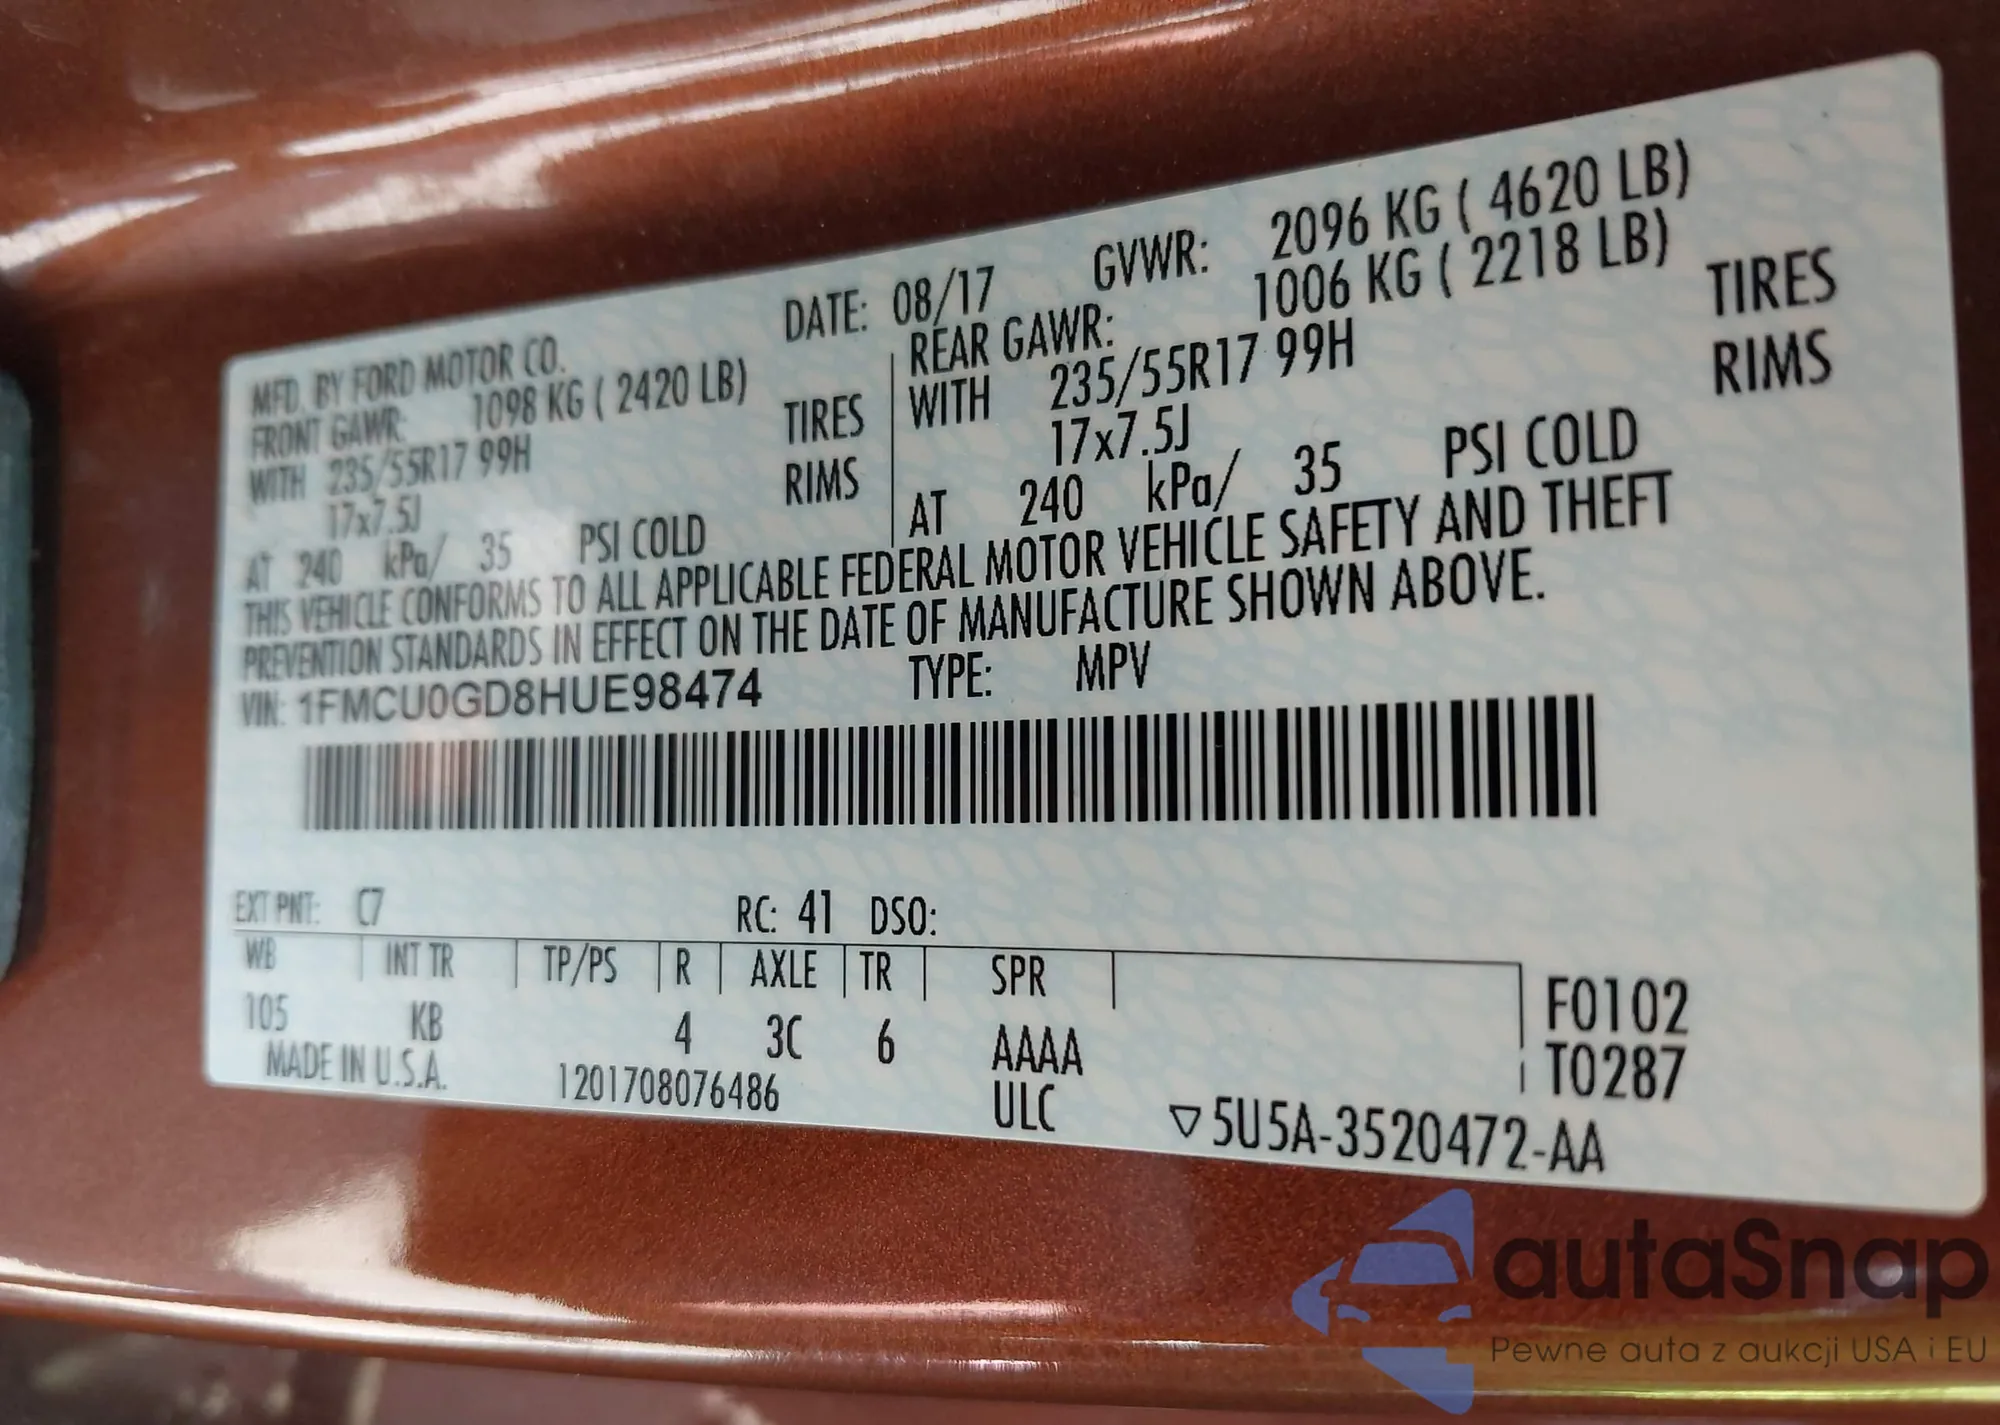 MFD. BY FORD MOTOR CO. DATE: 08/17 GVWR: 2096 KG ( 4620 LB)
FRONT GAWR: 1098 KG ( 2420 LB) REAR GAWR: 1006 KG ( 2218 LB)
WITH 235/55R17 99H TIRES WITH 235/55R17 99H TIRES
17x7.5J RIMS 17x7.5J RIMS
AT 240 kPa/ 35 PSI COLD AT 240 kPa/ 35 PSI COLD
THIS VEHICLE CONFORMS TO ALL APPLICABLE FEDERAL MOTOR VEHICLE SAFETY AND THEFT
PREVENTION STANDARDS IN EFFECT ON THE DATE OF MANUFACTURE SHOWN ABOVE.
VIN: 1FMCU0GD8HUE98474 TYPE: MPV
EXT PNT: C7 RC: 41 DSO:
WB INT TR TP/PS R AXLE TR SPR
105 KB 4 3C 6 AAAA F0102
T0287
MADE IN U.S.A. 1201708076486 ULC ▽5U5A-3520472-AA
autaSnap
Pewne auta z aukcji USA i EU